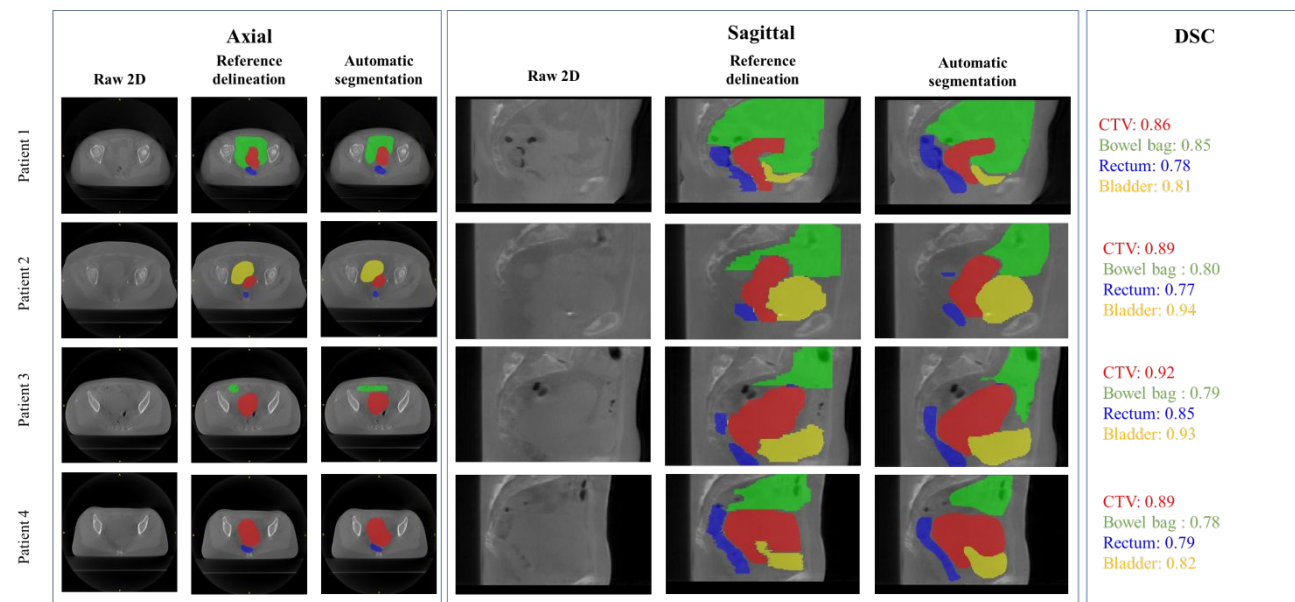 Axial
Sagittal
DSC
Raw 2D
Reference
delineation
Automatic
segmentation
Raw 2D
Reference
delineation
Automatic
segmentation
Patient 1
CTV: 0.86
Bowel bag: 0.85
Rectum: 0.78
Bladder: 0.81
Patient 2
CTV: 0.89
Bowel bag : 0.80
Rectum: 0.77
Bladder: 0.94
Patient 3
CTV: 0.92
Bowel bag: 0.79
Rectum: 0.85
Bladder: 0.93
Patient 4
CTV: 0.89
Bowel bag : 0.78
Rectum: 0.79
Bladder: 0.82